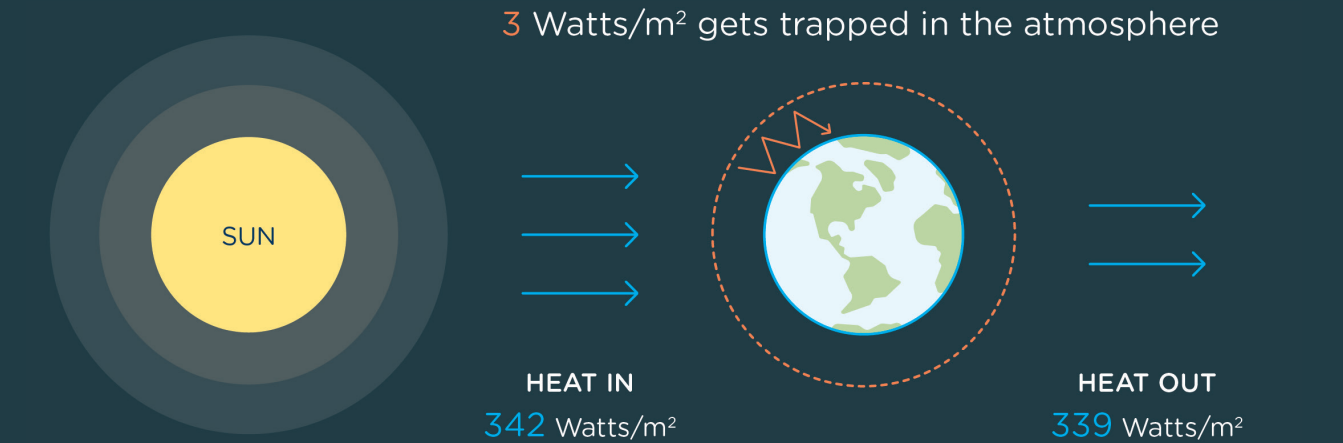 3 Watts/m² gets trapped in the atmosphere
SUN
HEAT IN
342 Watts/m²
HEAT OUT
339 Watts/m²